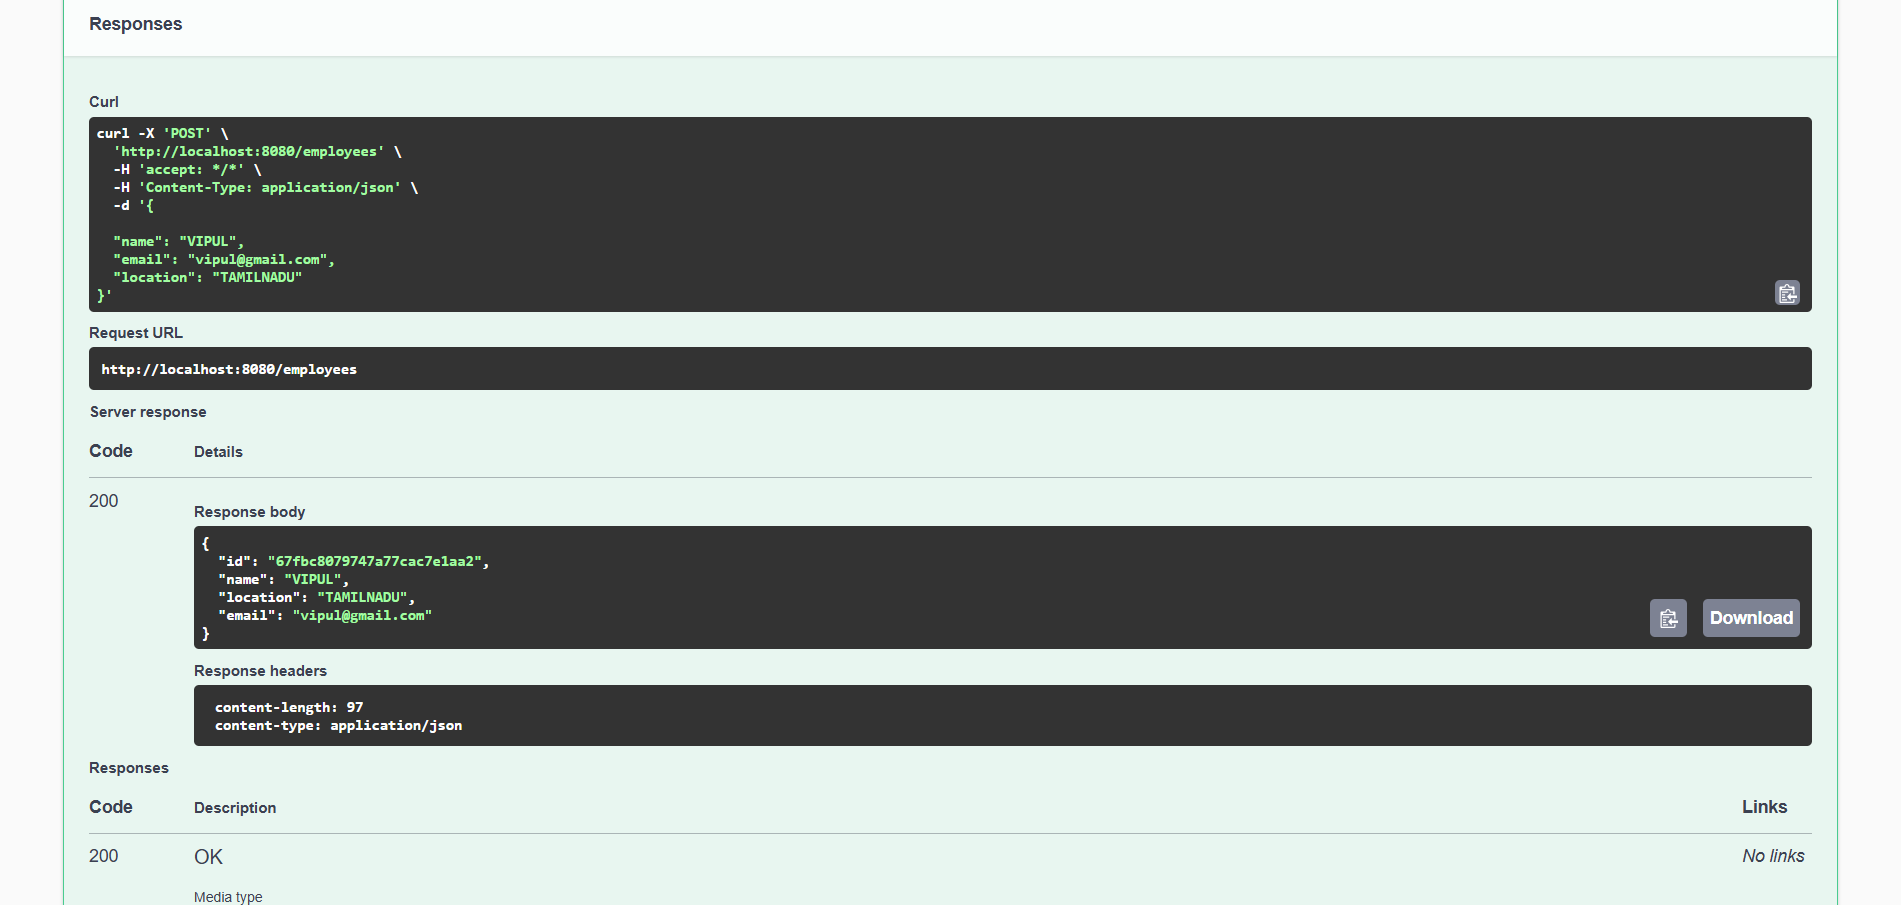 Responses
Curl
curl -X 'POST' \
  'http://localhost:8080/employees' \
  -H 'accept: */*' \
  -H 'Content-Type: application/json' \
  -d '{
  "name": "VIPUL",
  "email": "vipul@gmail.com",
  "location": "TAMILNADU"
}'
Request URL
http://localhost:8080/employees
Server response
Code Details
200
Response body
{
  "id": "67fbc8079747a77cac7e1aa2",
  "name": "VIPUL",
  "location": "TAMILNADU",
  "email": "vipul@gmail.com"
}
Download
Response headers
content-length: 97
content-type: application/json
Responses
Code Description Links
200 OK No links
Media type